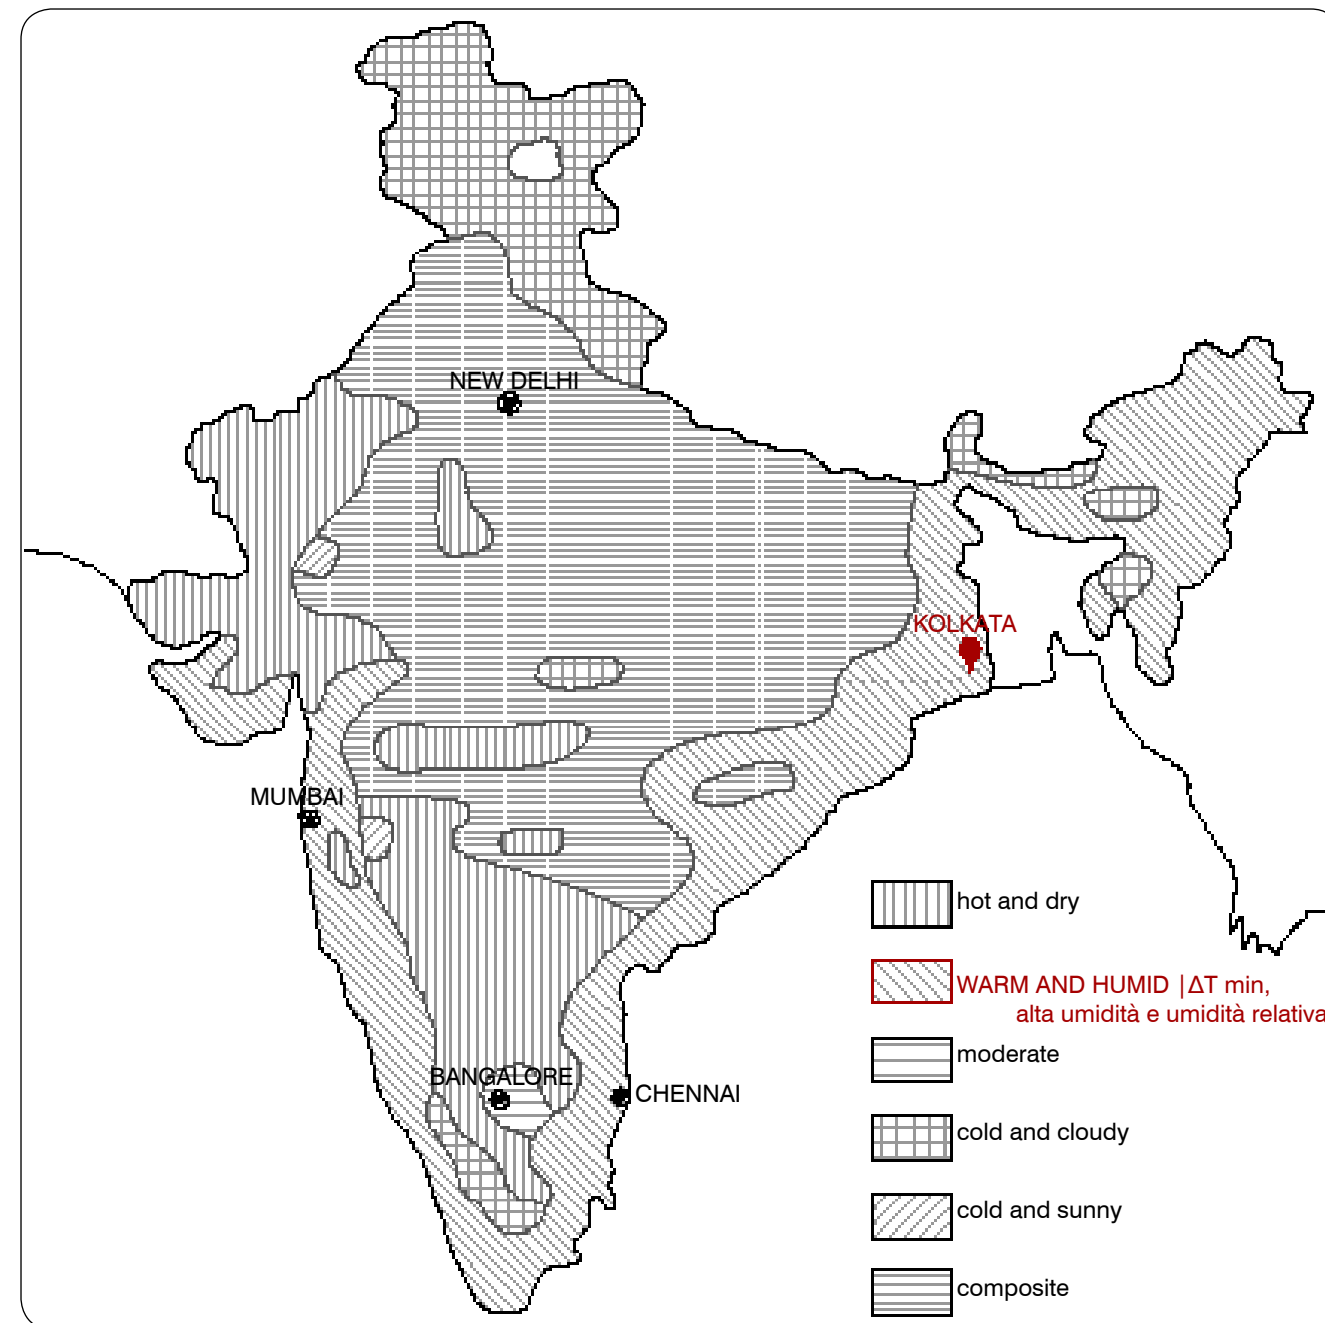 NEW DELHI
KOLKATA
MUMBAI
BANGALORE
CHENNAI
hot and dry
WARM AND HUMID |ΔT min,
alta umidità e umidità relativa
moderate
cold and cloudy
cold and sunny
composite